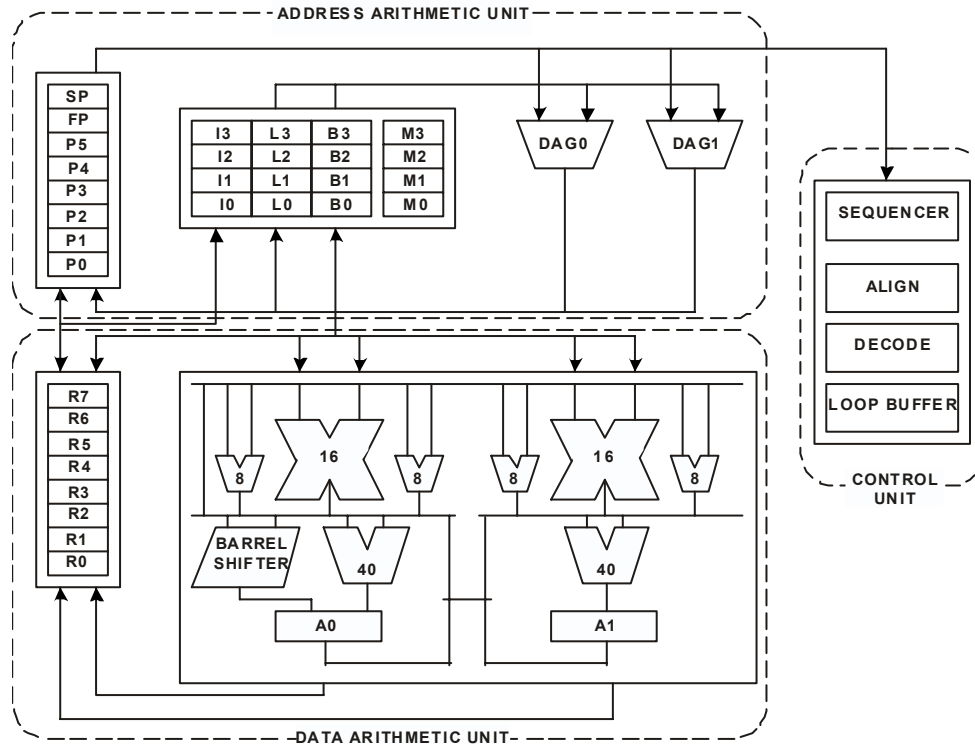 ADDRESS ARITHMETIC UNIT
SP
FP
P5
P4
P3
P2
P1
P0
I3 L3 B3 M3
I2 L2 B2 M2
I1 L1 B1 M1
I0 L0 B0 M0
DAG0
DAG1
SEQUENCER
ALIGN
DECODE
LOOP BUFFER
CONTROL
UNIT
R7
R6
R5
R4
R3
R2
R1
R0
8
16
8
8
16
8
BARREL
SHIFTER
40
40
A0
A1
DATA ARITHMETIC UNIT